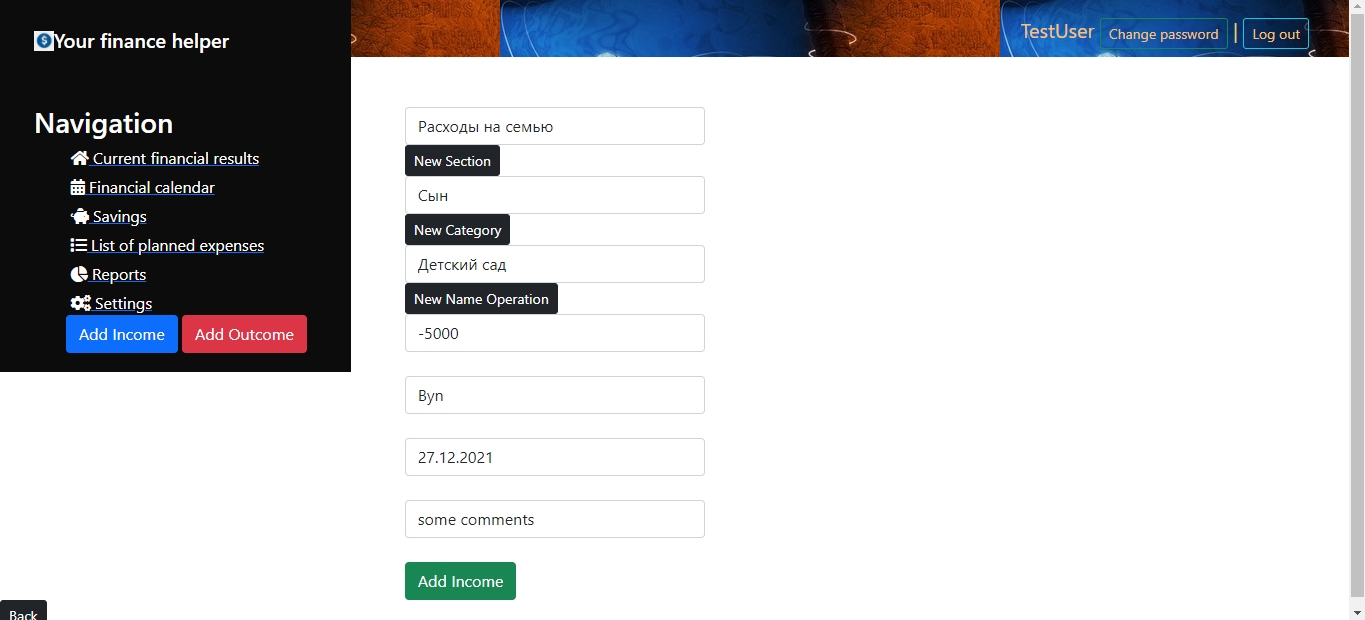 Your finance helper
TestUser Change password | Log out
Navigation
Current financial results
Financial calendar
Savings
List of planned expenses
Reports
Settings
Add Income Add Outcome
Расходы на семью
New Section
Сын
New Category
Детский сад
New Name Operation
-5000
Byn
27.12.2021
some comments
Add Income
Back